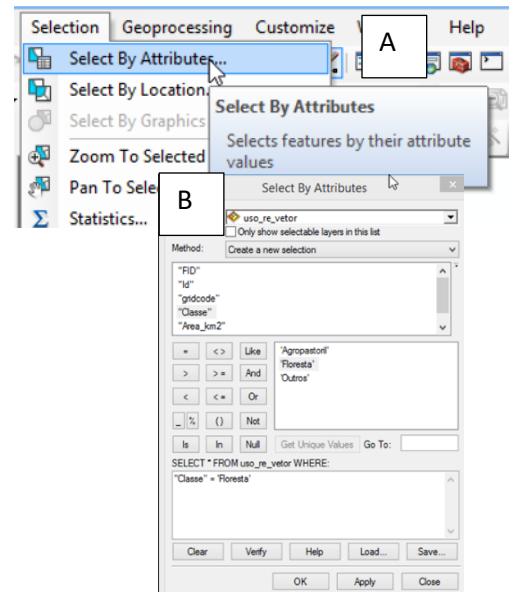 Selection Geoprocessing Customize W Help
A
Select By Attributes...
Select By Location.
Select By Graphics
Zoom To Selected
Pan To Selec
Statistics...
Select By Attributes
Selects features by their attribute
values
B
Select By Attributes
uso_re_vetor
Only show selectable layers in this list
Method: Create a new selection
"FID"
"Id"
"gridcode"
"Classe"
"Area_km2"
= <> Like
> >= And
< <= Or
_ % () Not
Is In Null
'Agropastoril'
'Floresta'
'Outros'
Get Unique Values Go To:
SELECT * FROM uso_re_vetor WHERE:
"Classe" = 'Floresta'
Clear Verify Help Load... Save...
OK Apply Close